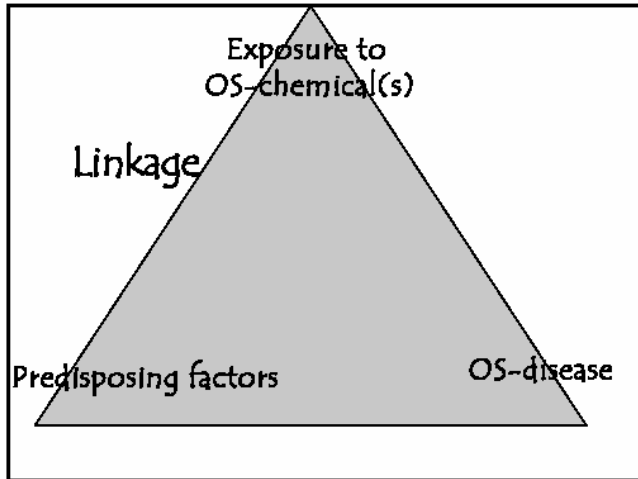 Exposure to
OS-chemical(s)
Linkage
Predisposing factors
OS-disease